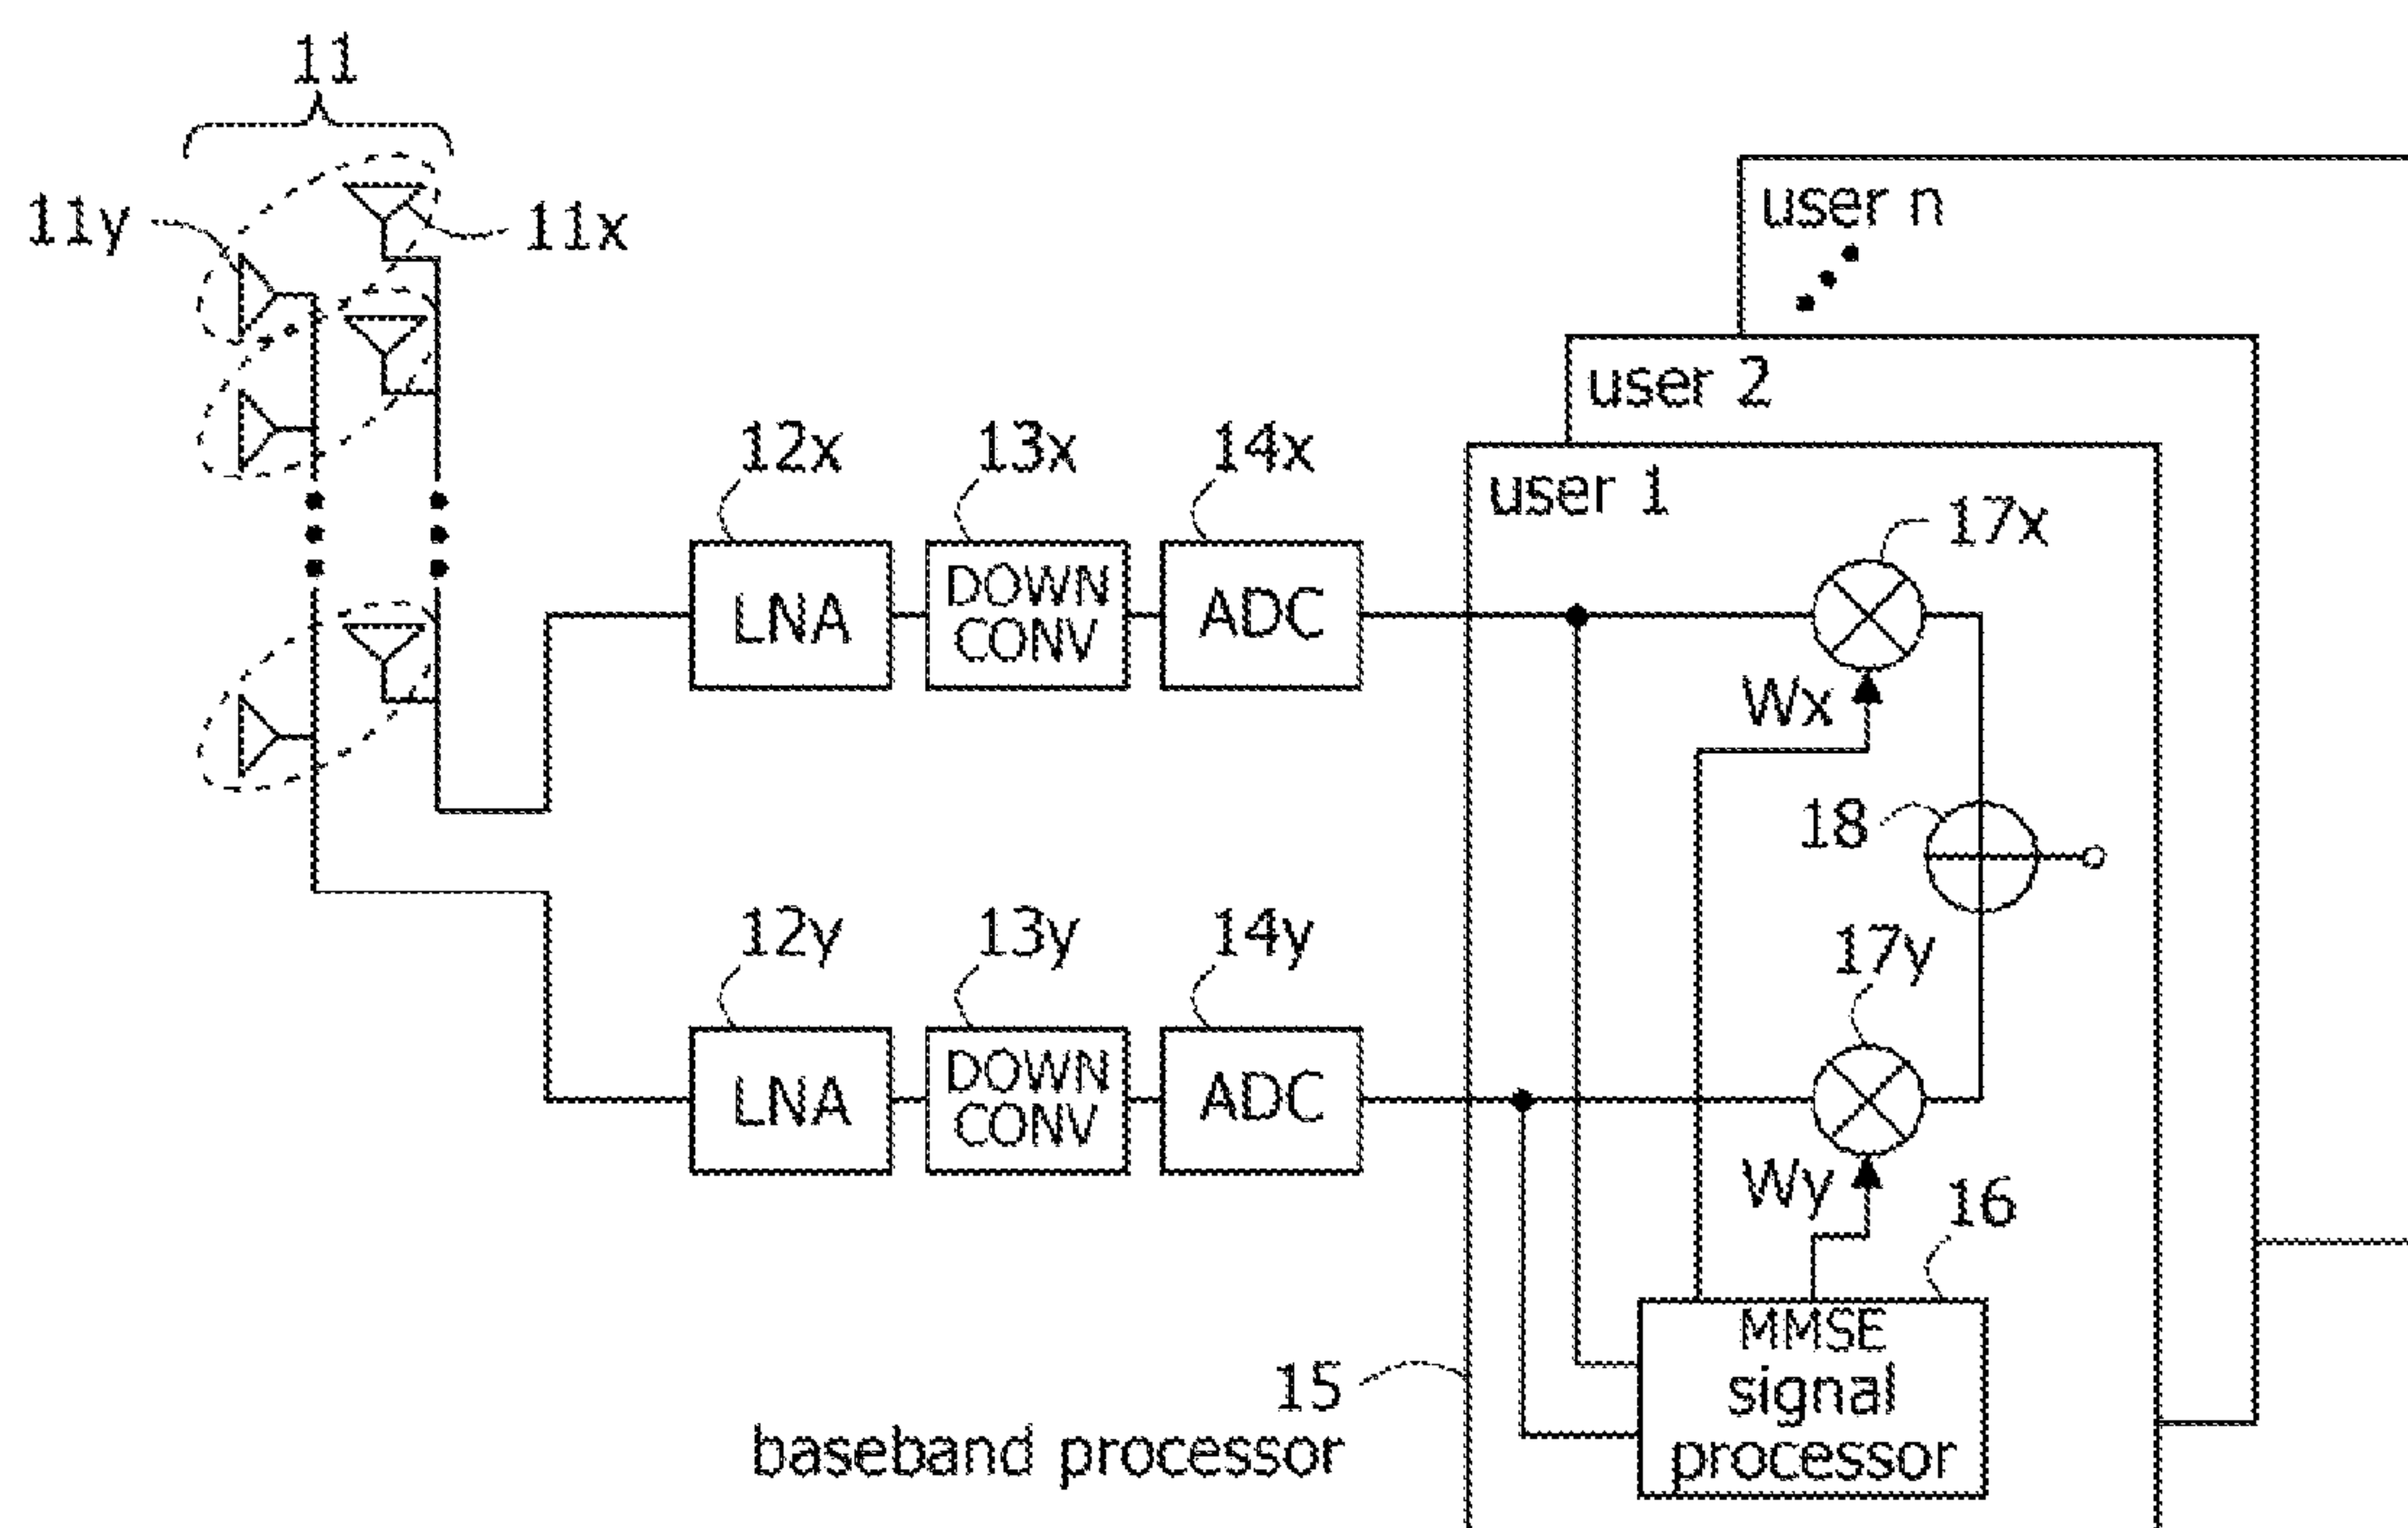 11
11y
11x
user n
user 2
user 1
12x
13x
14x
17x
LNA
DOWN
CONV
ADC
Wx
18
12y
13y
14y
17y
LNA
DOWN
CONV
ADC
Wy
16
MMSE
signal
processor
15
baseband processor